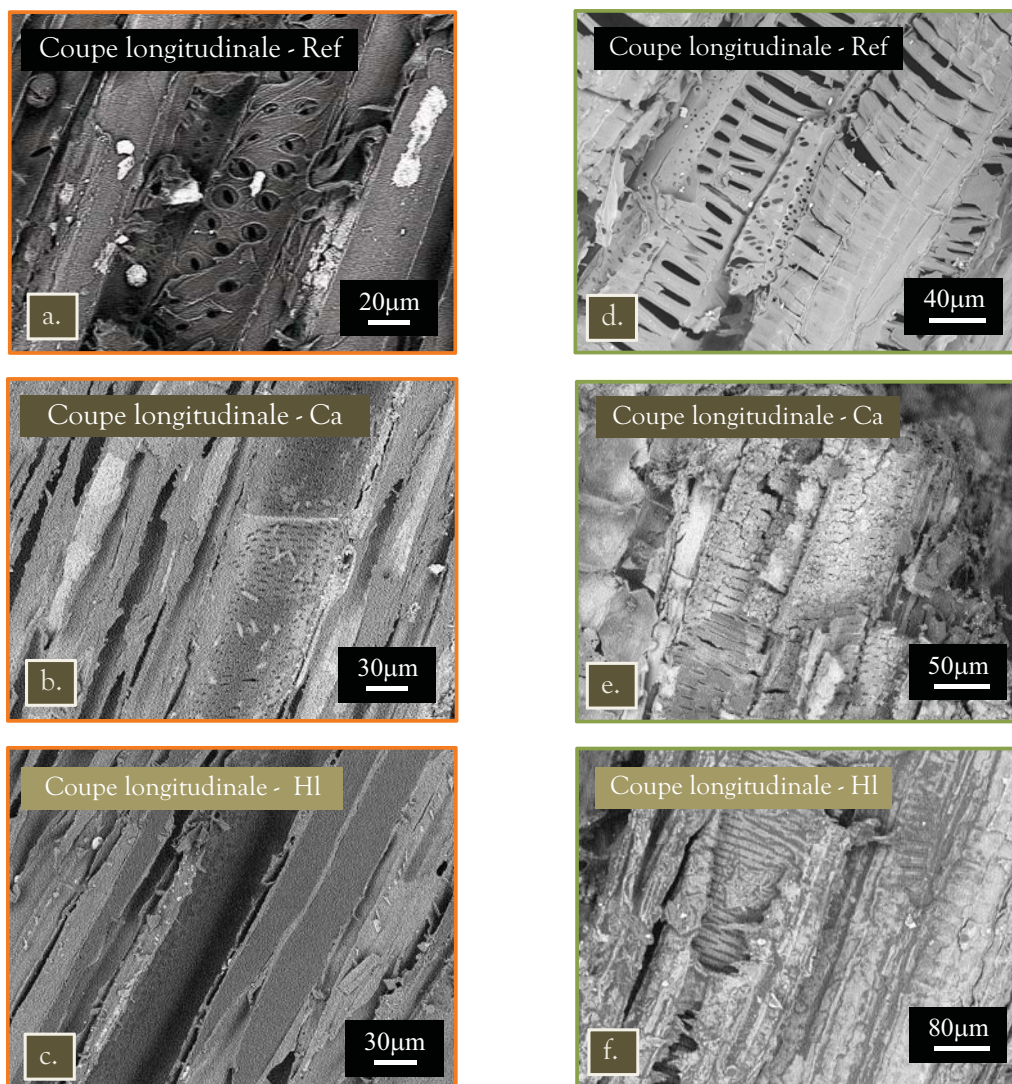 Coupe longitudinale - Ref
20μm
a.
Coupe longitudinale - Ref
40μm
d.
Coupe longitudinale - Ca
30μm
b.
Coupe longitudinale - Ca
50μm
e.
Coupe longitudinale - Hl
30μm
c.
Coupe longitudinale - Hl
80μm
f.